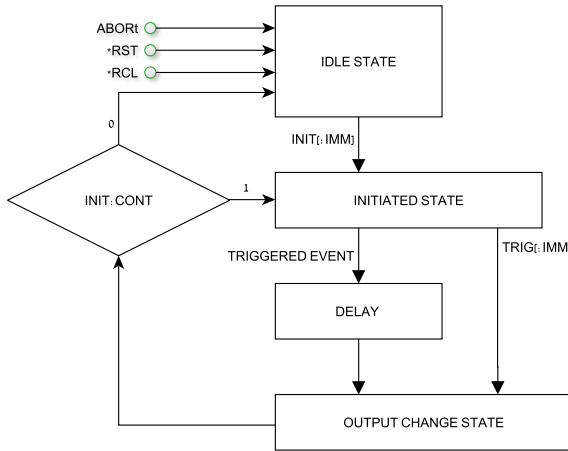 ABORt
*RST
*RCL
IDLE STATE
0
INIT[:IMM]
INIT:CONT
1
INITIATED STATE
TRIGGERED EVENT
TRIG[:IMM
DELAY
OUTPUT CHANGE STATE